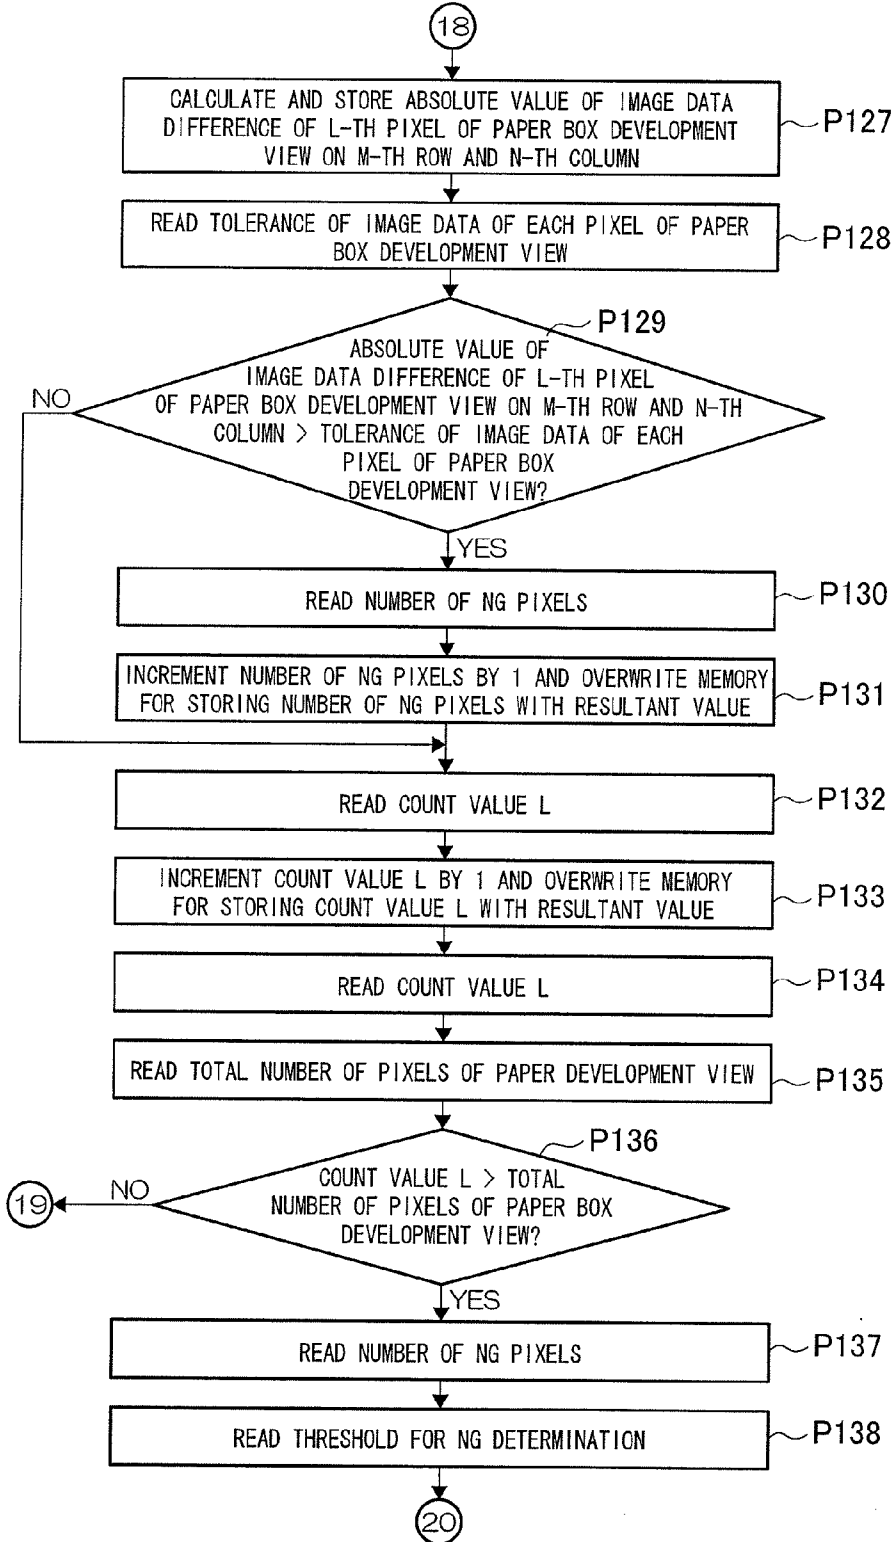 18
CALCULATE AND STORE ABSOLUTE VALUE OF IMAGE DATA
DIFFERENCE OF L-TH PIXEL OF PAPER BOX DEVELOPMENT
VIEW ON M-TH ROW AND N-TH COLUMN
P127
READ TOLERANCE OF IMAGE DATA OF EACH PIXEL OF PAPER
BOX DEVELOPMENT VIEW
P128
P129
ABSOLUTE VALUE OF
IMAGE DATA DIFFERENCE OF L-TH PIXEL
OF PAPER BOX DEVELOPMENT VIEW ON M-TH ROW AND N-TH
COLUMN > TOLERANCE OF IMAGE DATA OF EACH
PIXEL OF PAPER BOX
DEVELOPMENT VIEW?
NO
YES
READ NUMBER OF NG PIXELS
P130
INCREMENT NUMBER OF NG PIXELS BY 1 AND OVERWRITE MEMORY
FOR STORING NUMBER OF NG PIXELS WITH RESULTANT VALUE
P131
READ COUNT VALUE L
P132
INCREMENT COUNT VALUE L BY 1 AND OVERWRITE MEMORY
FOR STORING COUNT VALUE L WITH RESULTANT VALUE
P133
READ COUNT VALUE L
P134
READ TOTAL NUMBER OF PIXELS OF PAPER DEVELOPMENT VIEW
P135
P136
COUNT VALUE L > TOTAL
NUMBER OF PIXELS OF PAPER BOX
DEVELOPMENT VIEW?
NO
19
YES
READ NUMBER OF NG PIXELS
P137
READ THRESHOLD FOR NG DETERMINATION
P138
20